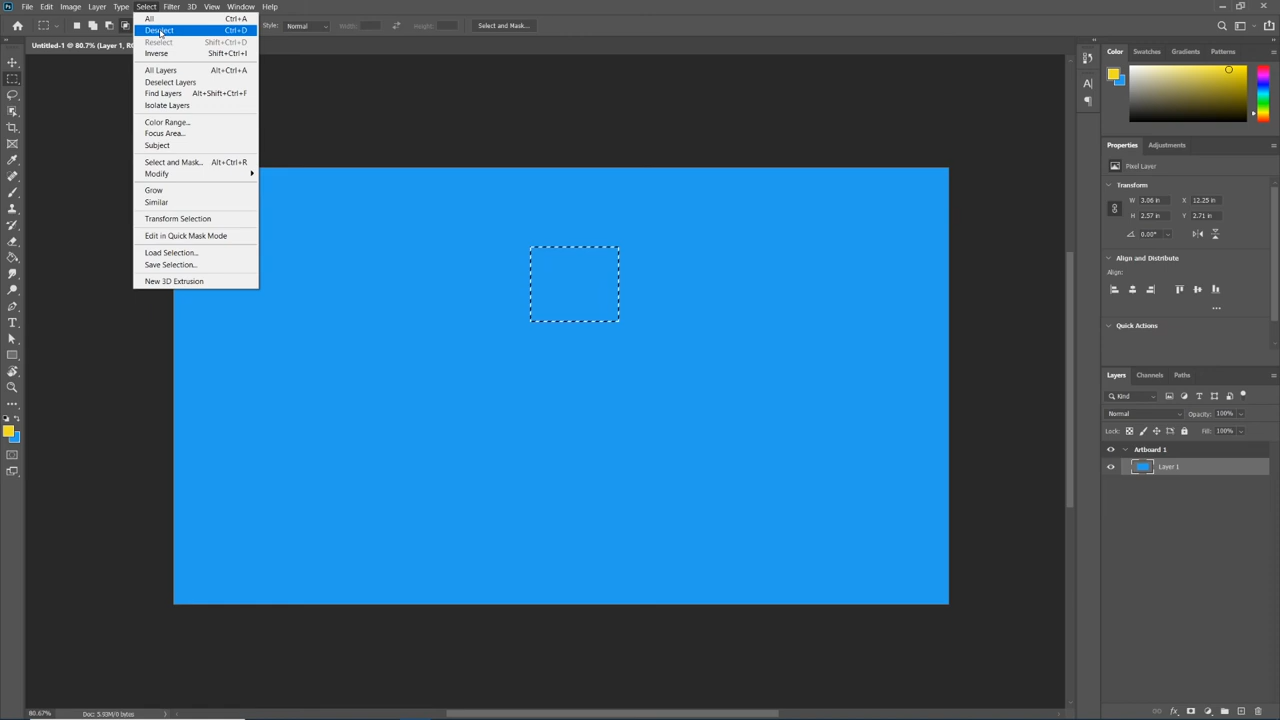 Ps File Edit Image Layer Type Select Filter 3D View Window Help
Style: Normal Width: Height: Select and Mask...
Untitled-1 @ 80.7% (Layer 1, RG
All Ctrl+A
Deselect Ctrl+D
Reselect Shift+Ctrl+D
Inverse Shift+Ctrl+I
All Layers Alt+Ctrl+A
Deselect Layers
Find Layers Alt+Shift+Ctrl+F
Isolate Layers
Color Range...
Focus Area...
Subject
Select and Mask... Alt+Ctrl+R
Modify
Grow
Similar
Transform Selection
Edit in Quick Mask Mode
Load Selection...
Save Selection...
New 3D Extrusion
Color Swatches Gradients Patterns
Properties Adjustments
Pixel Layer
Transform
W 3.06 in X 12.25 in
H 2.57 in Y 2.71 in
0.00°
Align and Distribute
Align:
Quick Actions
Layers Channels Paths
Kind
Normal Opacity: 100%
Lock: Fill: 100%
Artboard 1
Layer 1
80.67% Doc: 5.93M/0 bytes